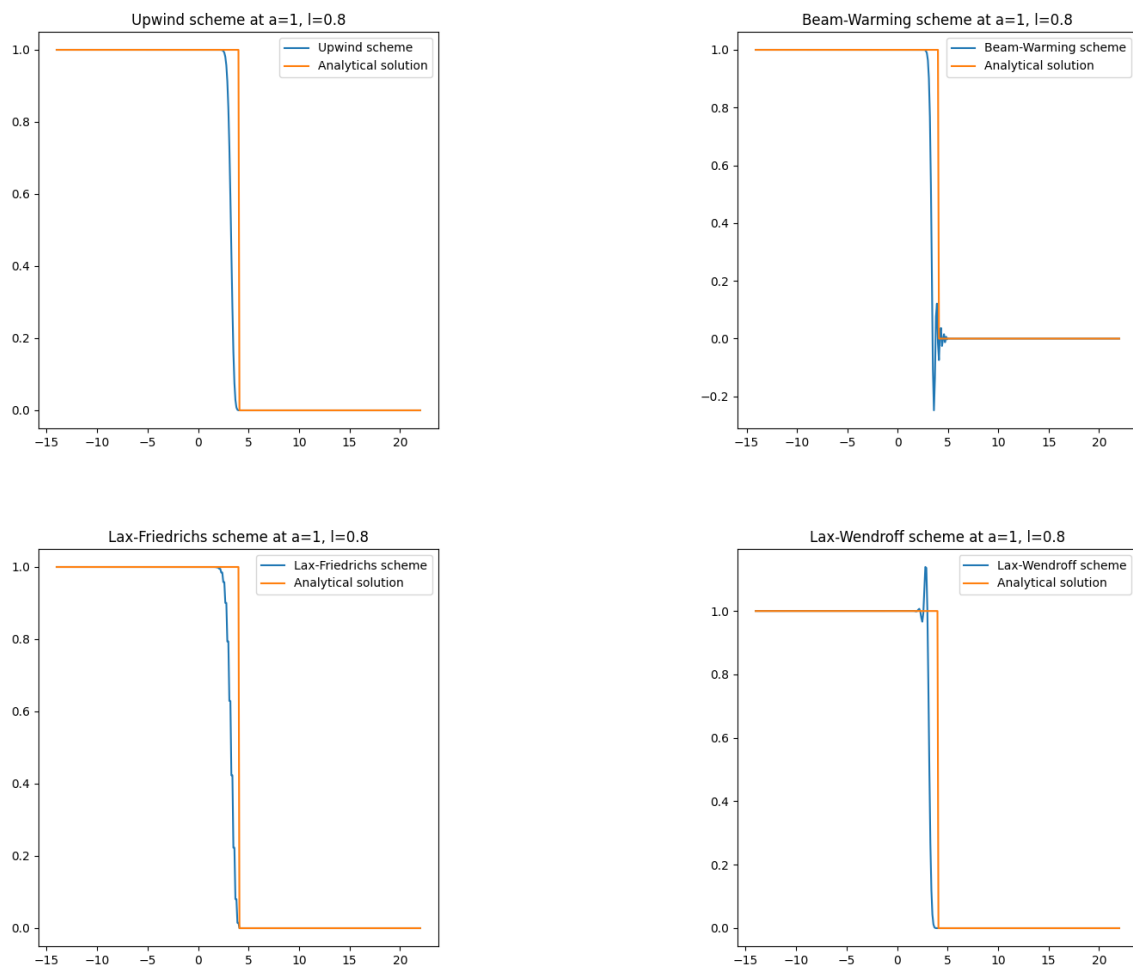 Upwind scheme at a=1, l=0.8
Upwind scheme
Analytical solution
1.0
0.8
0.6
0.4
0.2
0.0
−15 −10 −5 0 5 10 15 20
Beam-Warming scheme at a=1, l=0.8
Beam-Warming scheme
Analytical solution
1.0
0.8
0.6
0.4
0.2
0.0
−0.2
−15 −10 −5 0 5 10 15 20
Lax-Friedrichs scheme at a=1, l=0.8
Lax-Friedrichs scheme
Analytical solution
1.0
0.8
0.6
0.4
0.2
0.0
−15 −10 −5 0 5 10 15 20
Lax-Wendroff scheme at a=1, l=0.8
Lax-Wendroff scheme
Analytical solution
1.0
0.8
0.6
0.4
0.2
0.0
−15 −10 −5 0 5 10 15 20